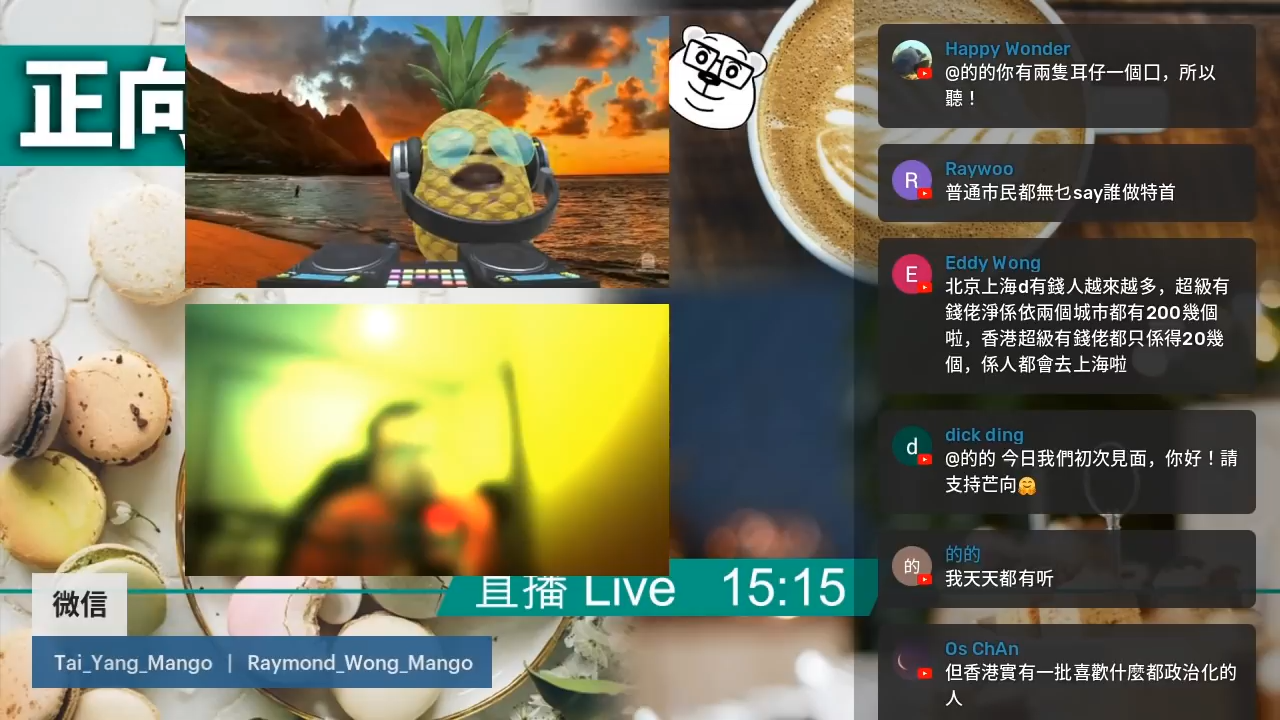 正向
直播 Live 15:15
微信
Tai_Yang_Mango | Raymond_Wong_Mango
Happy Wonder
@的的你有兩隻耳仔一個口，所以
聽！
R
Raywoo
普通市民都無乜say誰做特首
E
Eddy Wong
北京上海d有錢人越來越多，超級有
錢佬淨係依兩個城市都有200幾個
啦，香港超級有錢佬都只係得20幾
個，係人都會去上海啦
d
dick ding
@的的 今日我們初次見面，你好！請
支持芒向🤗
的
的的
我天天都有听
Os ChAn
但香港實有一批喜歡什麼都政治化的
人